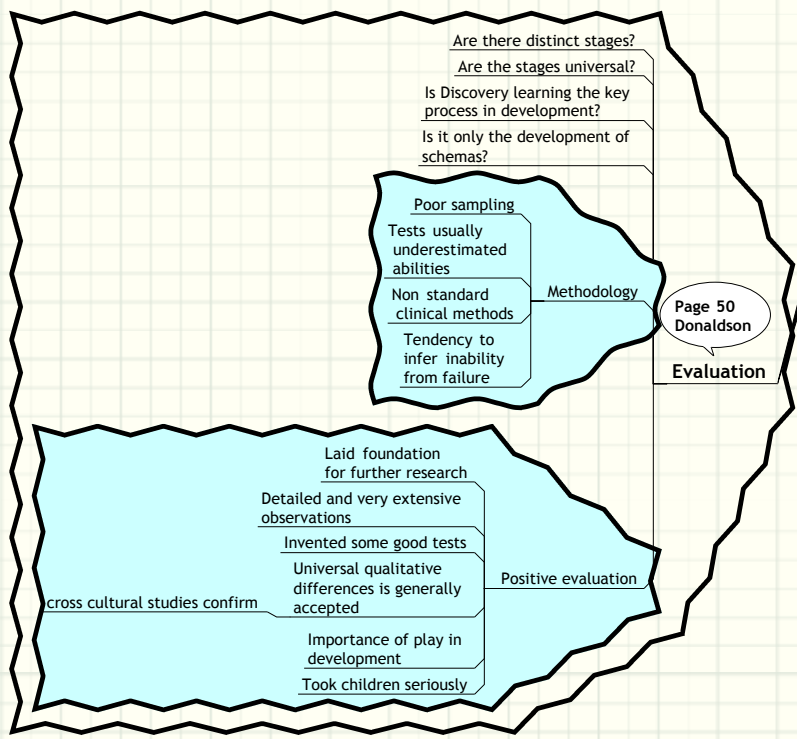 Are there distinct stages?
Are the stages universal?
Is Discovery learning the key
process in development?
Is it only the development of
schemas?
Poor sampling
Tests usually
underestimated
abilities
Non standard
clinical methods
Tendency to
infer inability
from failure
Methodology
Page 50
Donaldson
Evaluation
Laid foundation
for further research
Detailed and very extensive
observations
Invented some good tests
Universal qualitative
differences is generally
accepted
cross cultural studies confirm
Importance of play in
development
Took children seriously
Positive evaluation